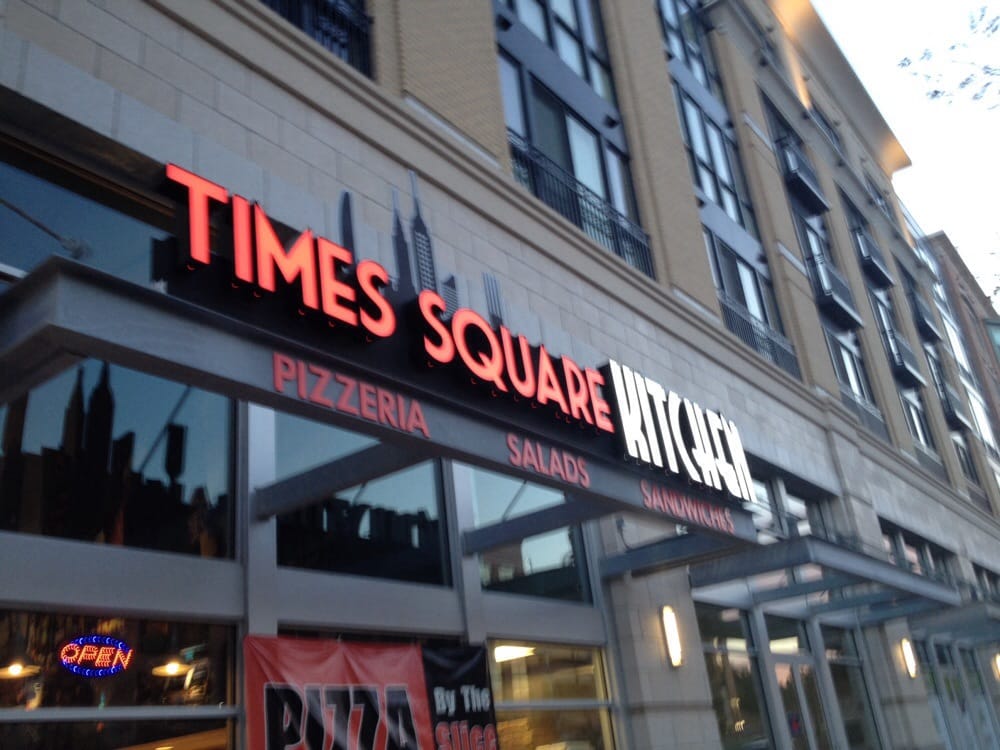 TIMES SQUARE KITCHEN
PIZZERIA SALADS SANDWICHES
OPEN
PIZZA
By The
Slice